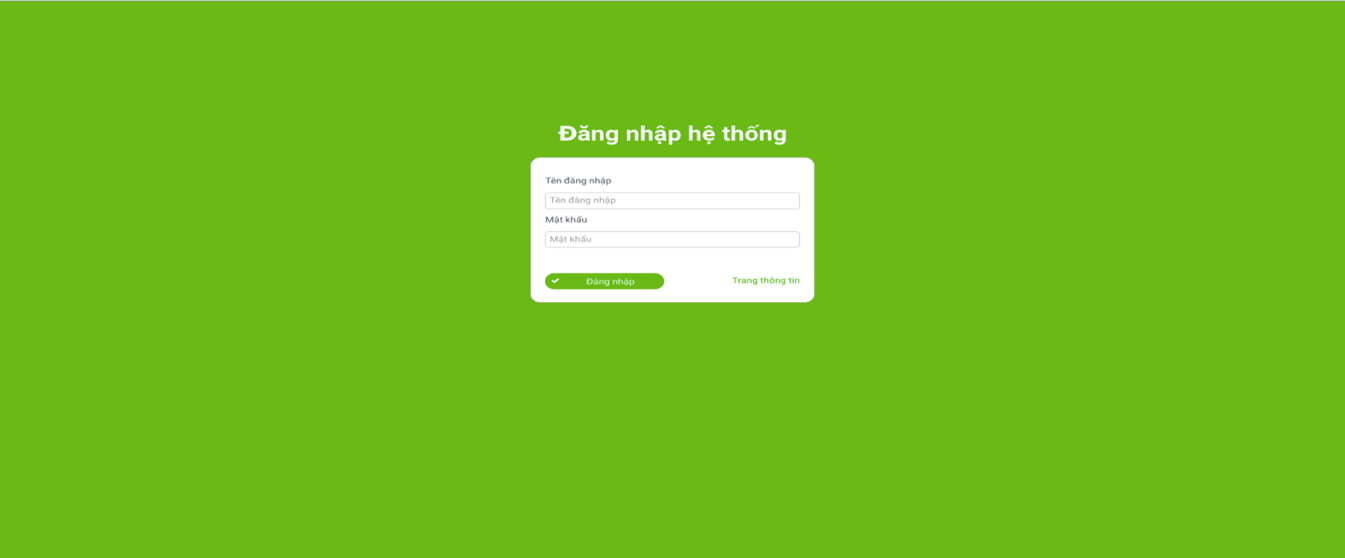 Đăng nhập hệ thống
Tên đăng nhập
Tên đăng nhập
Mật khẩu
Mật khẩu
Đăng nhập
Trang thông tin